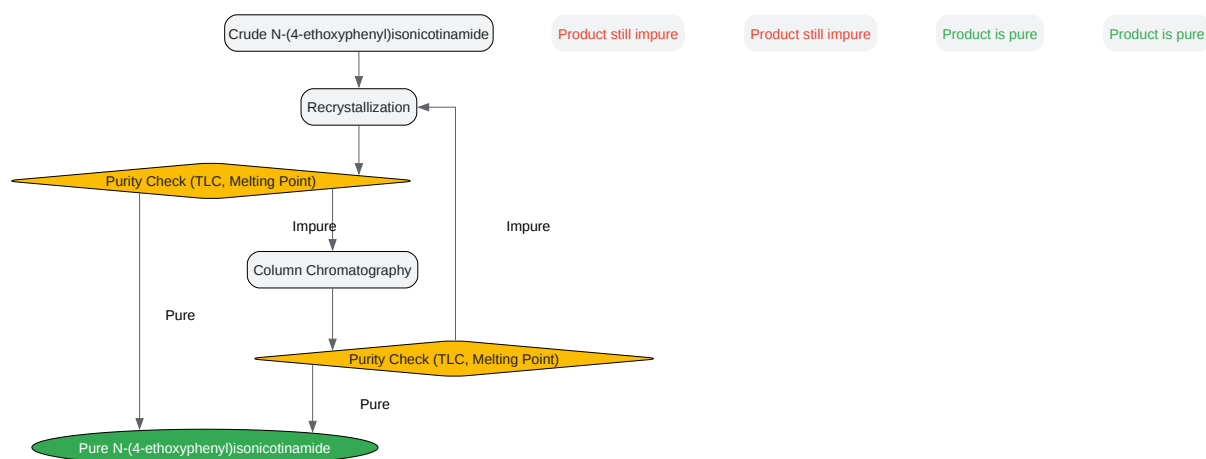 Crude N-(4-ethoxyphenyl)isonicotinamide
Product still impure
Product still impure
Product is pure
Product is pure
Recrystallization
Purity Check (TLC, Melting Point)
Impure
Impure
Column Chromatography
Pure
Purity Check (TLC, Melting Point)
Pure
Pure N-(4-ethoxyphenyl)isonicotinamide